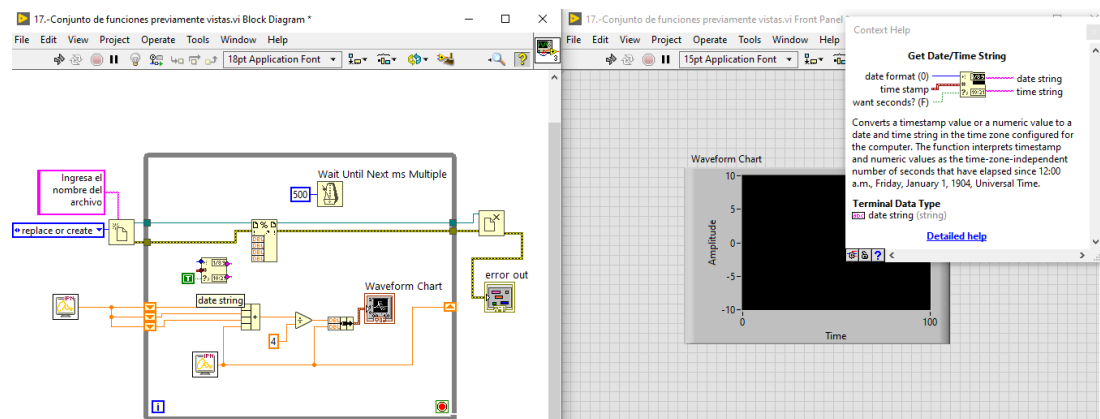 17.-Conjunto de funciones previamente vistas.vi Block Diagram *
File Edit View Project Operate Tools Window Help
18pt Application Font
3
Ingresa el
nombre del
archivo
replace or create
Wait Until Next ms Multiple
500
T
date string
4
Waveform Chart
error out
i
17.-Conjunto de funciones previamente vistas.vi Front Panel
File Edit View Project Operate Tools Window Help
15pt Application Font
Waveform Chart
Amplitude
10-
5-
0-
-5-
-10-
0
100
Time
Context Help
Get Date/Time String
date format (0)
time stamp
want seconds? (F)
date string
time string
Converts a timestamp value or a numeric value to a
date and time string in the time zone configured for
the computer. The function interprets timestamp
and numeric values as the time-zone-independent
number of seconds that have elapsed since 12:00
a.m., Friday, January 1, 1904, Universal Time.
Terminal Data Type
date string (string)
Detailed help